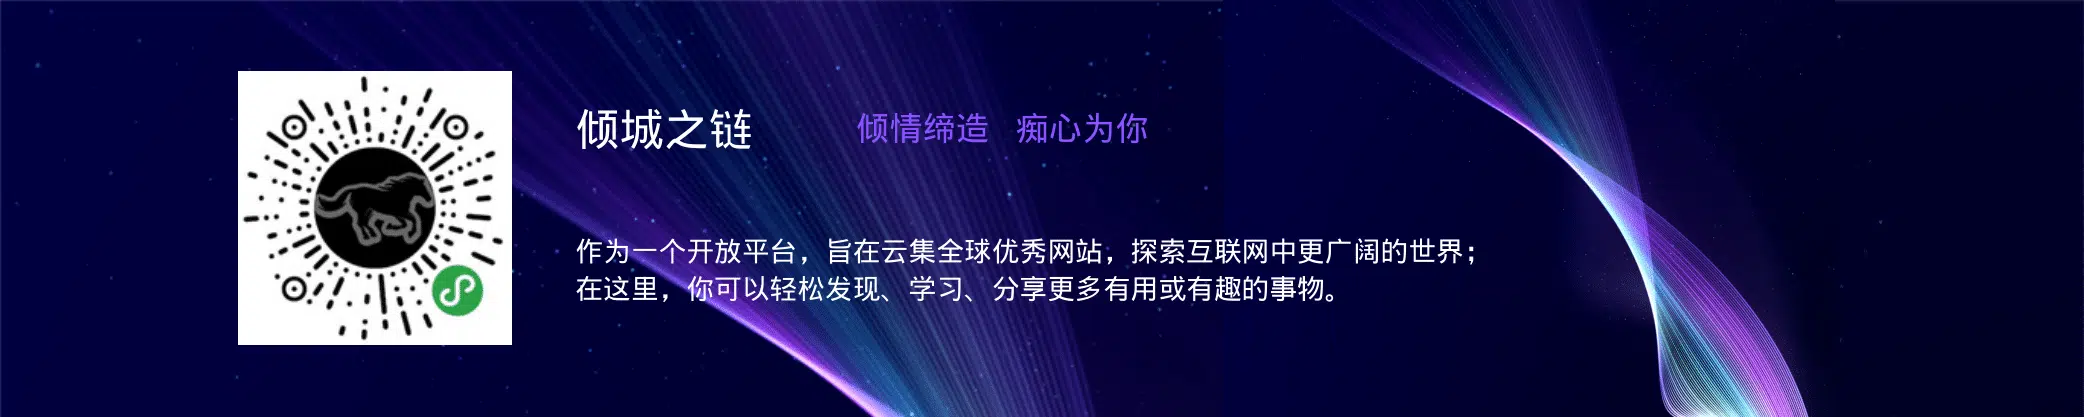 倾城之链
倾情缔造 痴心为你
作为一个开放平台，旨在云集全球优秀网站，探索互联网中更广阔的世界；
在这里，你可以轻松发现、学习、分享更多有用或有趣的事物。